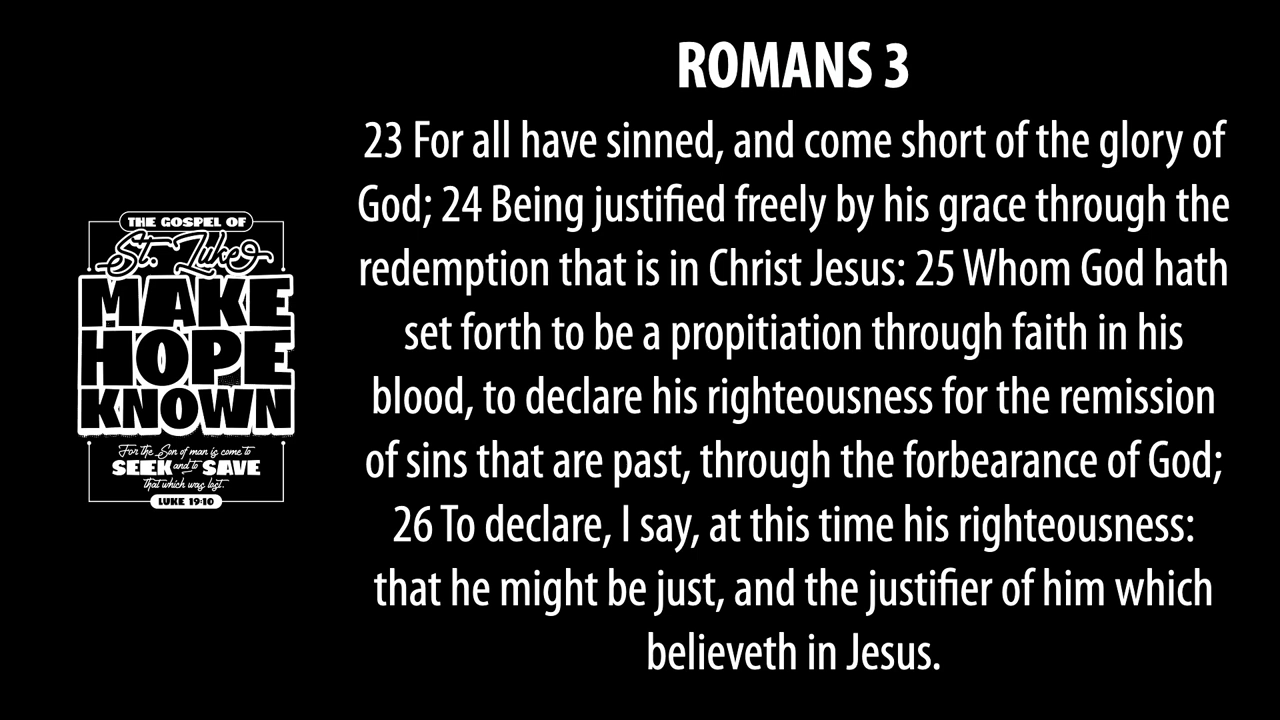 ROMANS 3
23 For all have sinned, and come short of the glory of
God; 24 Being justified freely by his grace through the
redemption that is in Christ Jesus: 25 Whom God hath
set forth to be a propitiation through faith in his
blood, to declare his righteousness for the remission
of sins that are past, through the forbearance of God;
26 To declare, I say, at this time his righteousness:
that he might be just, and the justifier of him which
believeth in Jesus.
THE GOSPEL OF
St. Luke
MAKE
HOPE
KNOWN
For the Son of man is come to
SEEK and to SAVE
that which was lost.
LUKE 19:10